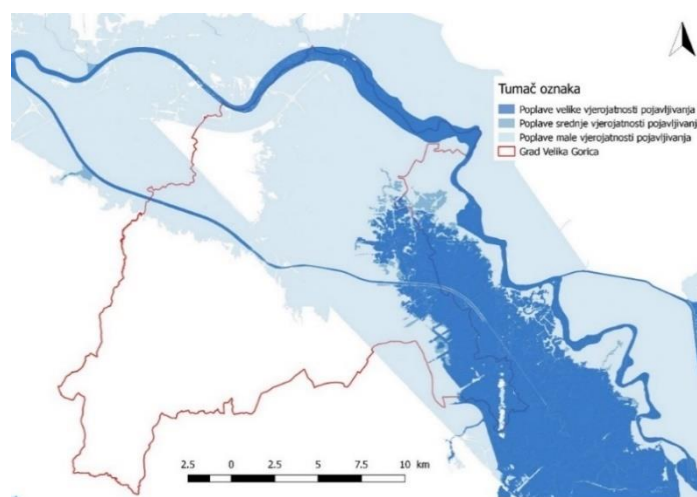 Tumač oznaka
Poplave velike vjerojatnosti pojavljivanja
Poplave srednje vjerojatnosti pojavljivanja
Poplave male vjerojatnosti pojavljivanja
Grad Velika Gorica
2.5 0 2.5 5 7.5 10 km